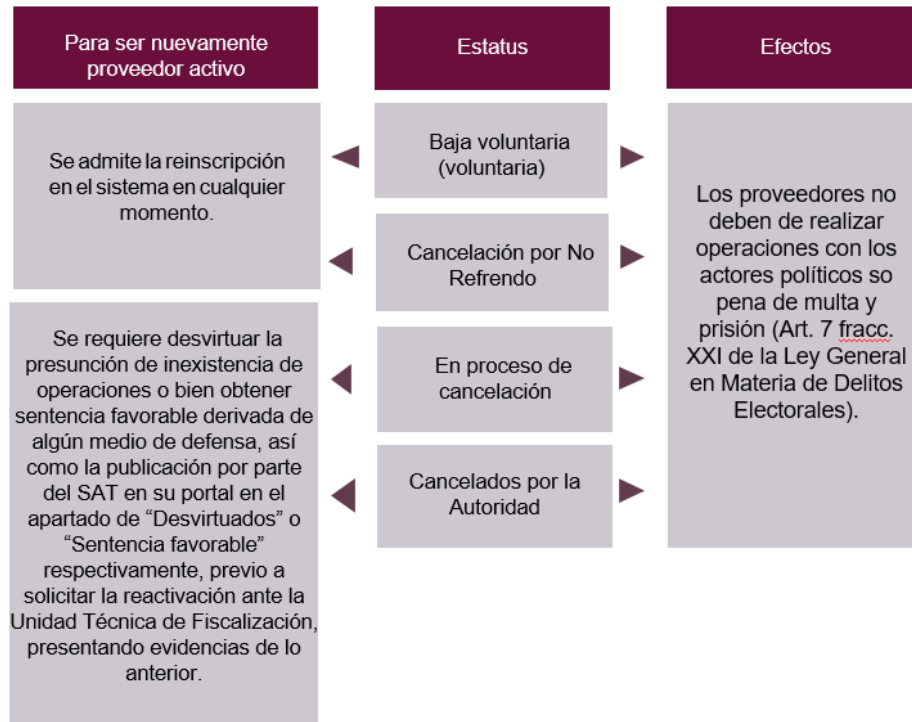 Para ser nuevamente
proveedor activo
Estatus
Efectos
Se admite la reinscripción
en el sistema en cualquier
momento.
Baja voluntaria
(voluntaria)
Cancelación por No
Refrendo
Se requiere desvirtuar la
presunción de inexistencia de
operaciones o bien obtener
sentencia favorable derivada de
algún medio de defensa, así
como la publicación por parte
del SAT en su portal en el
apartado de “Desvirtuados” o
“Sentencia favorable”
respectivamente, previo a
solicitar la reactivación ante la
Unidad Técnica de Fiscalización,
presentando evidencias de lo
anterior.
En proceso de
cancelación
Cancelados por la
Autoridad
Los proveedores no
deben de realizar
operaciones con los
actores políticos so
pena de multa y
prisión (Art. 7 fracc.
XXI de la Ley General
en Materia de Delitos
Electorales).